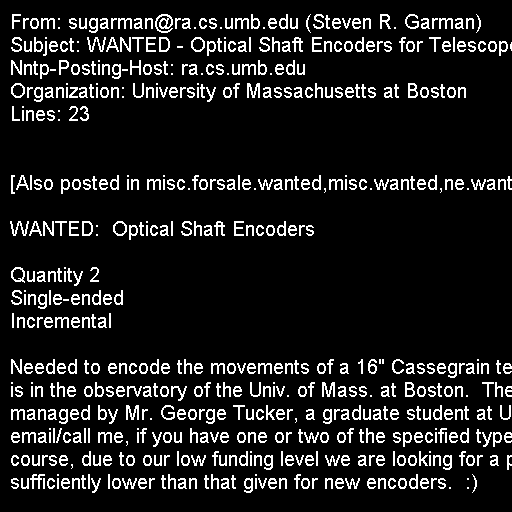 From: sugarman@ra.cs.umb.edu (Steven R. Garman)
Subject: WANTED - Optical Shaft Encoders for Telescope
Nntp-Posting-Host: ra.cs.umb.edu
Organization: University of Massachusetts at Boston
Lines: 23
[Also posted in misc.forsale.wanted,misc.wanted,ne.want
WANTED:  Optical Shaft Encoders
Quantity 2
Single-ended
Incremental
Needed to encode the movements of a 16" Cassegrain te
is in the observatory of the Univ. of Mass. at Boston.  The
managed by Mr. George Tucker, a graduate student at U
email/call me, if you have one or two of the specified type
course, due to our low funding level we are looking for a p
sufficiently lower than that given for new encoders.  :)